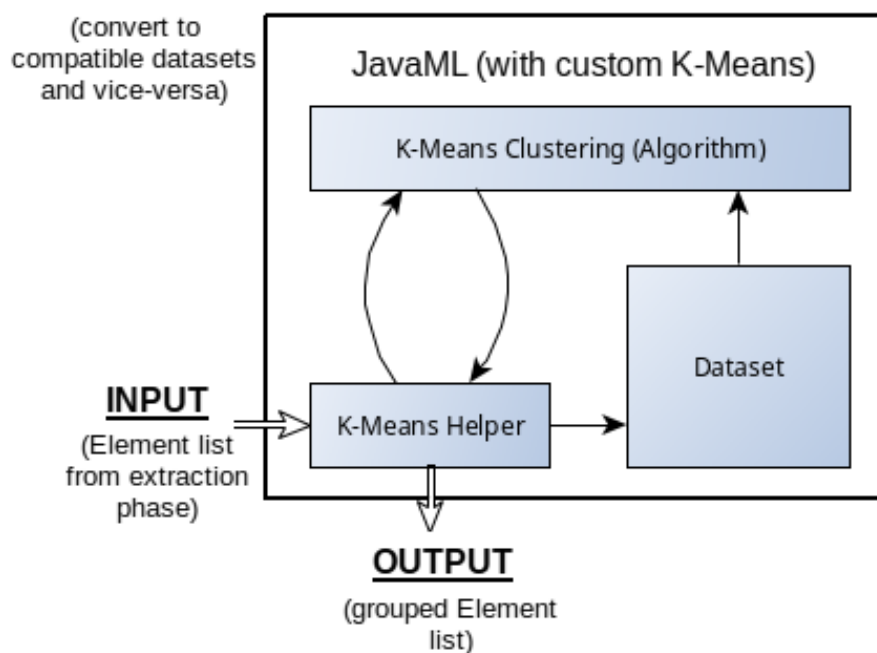 (convert to
compatible datasets
and vice-versa)
JavaML (with custom K-Means)
K-Means Clustering (Algorithm)
Dataset
INPUT
(Element list
from extraction
phase)
K-Means Helper
OUTPUT
(grouped Element
list)